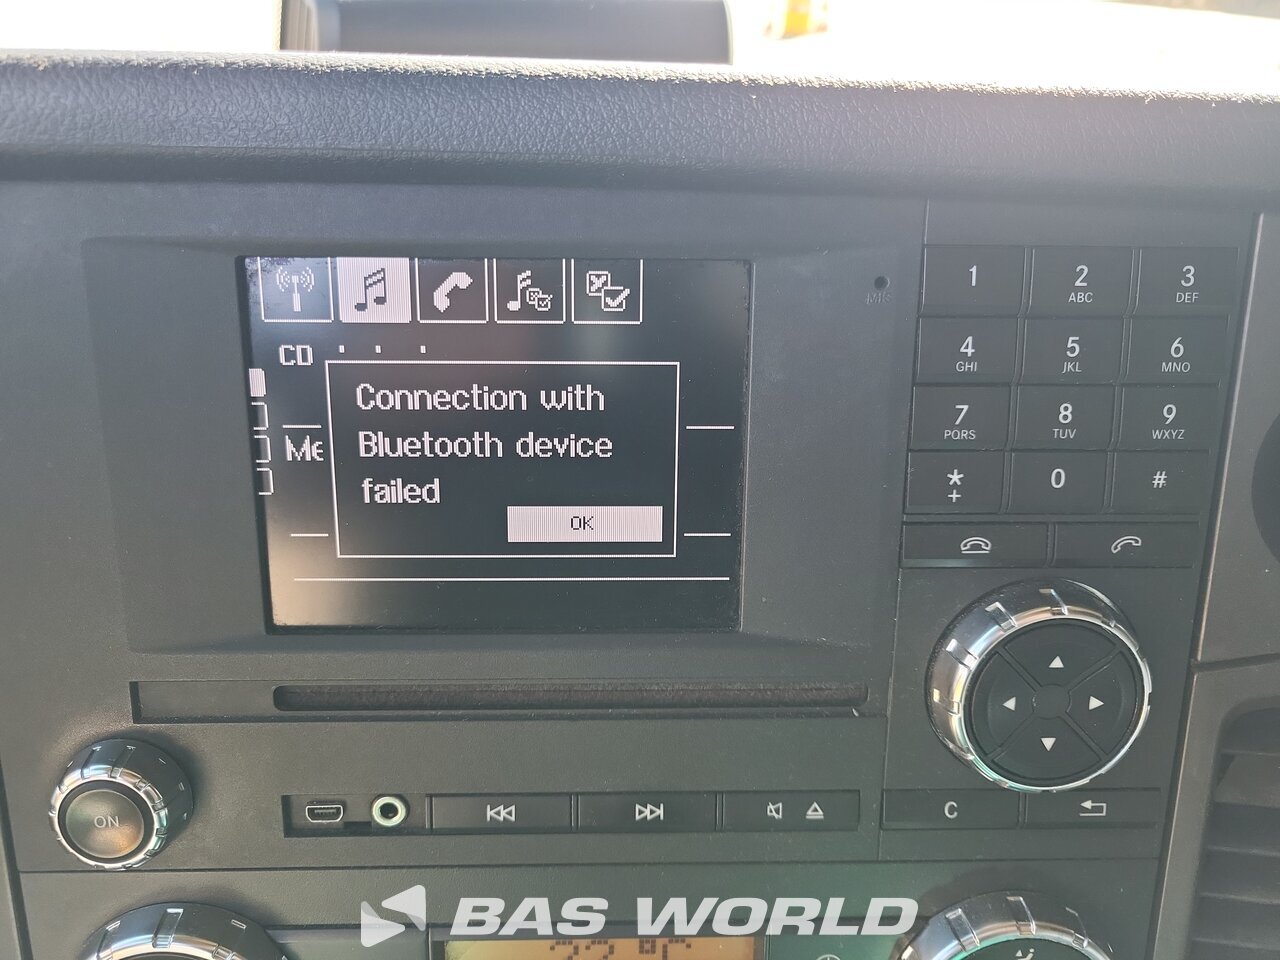 CD
Connection with
Bluetooth device
failed
OK
Me
MIC
1
2
ABC
3
DEF
4
GHI
5
JKL
6
MNO
7
PQRS
8
TUV
9
WXYZ
*
+
0
#
ON
C
BAS WORLD
22 °C